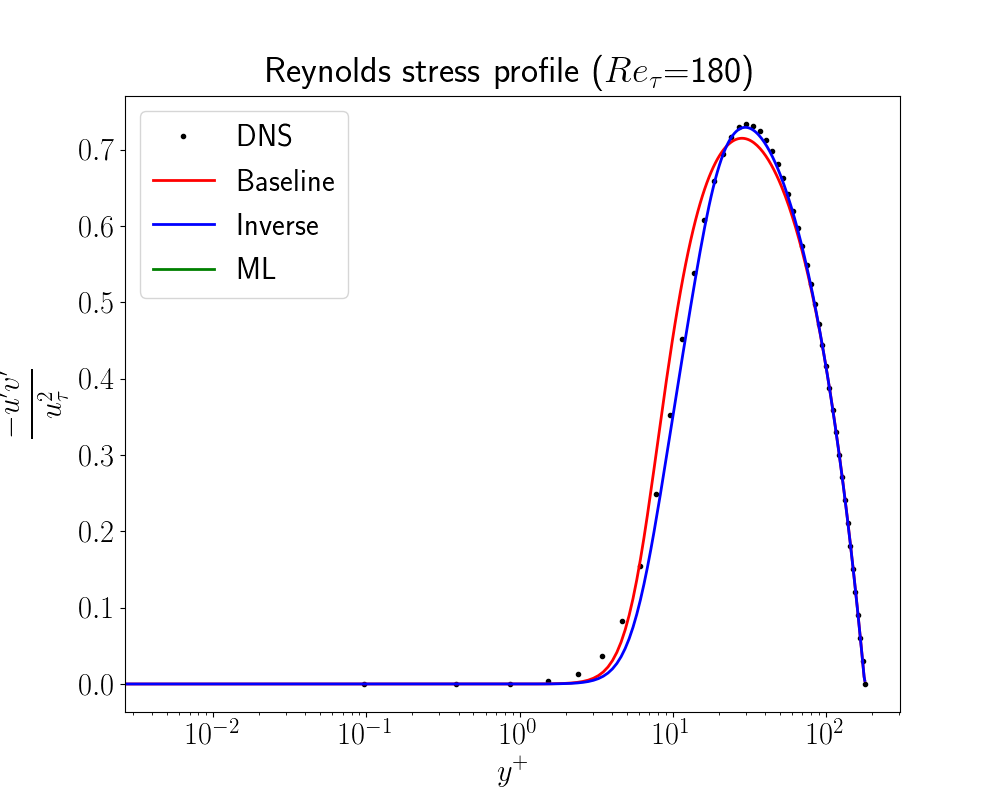 Reynolds stress profile ($Re_\tau$=180)
DNS
Baseline
Inverse
ML
0.7
0.6
0.5
0.4
0.3
0.2
0.1
0.0
$\frac{-u'v'}{u_\tau^2}$
$10^{-2}$ $10^{-1}$ $10^{0}$ $10^{1}$ $10^{2}$
$y^+$